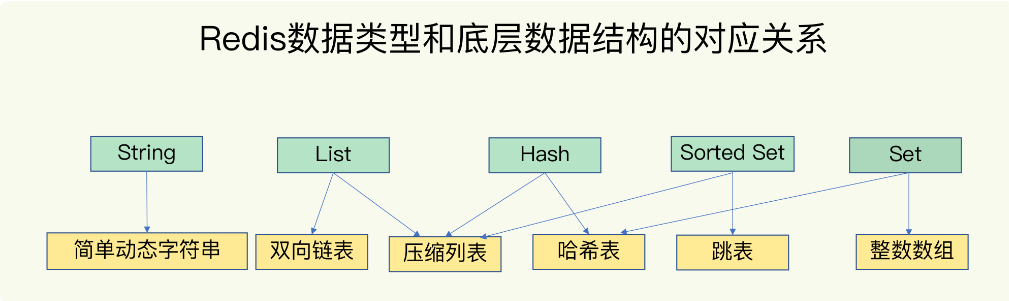 Redis数据类型和底层数据结构的对应关系
String
List
Hash
Sorted Set
Set
简单动态字符串
双向链表
压缩列表
哈希表
跳表
整数数组